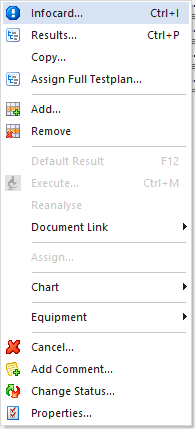 Infocard... Ctrl+I
Results... Ctrl+P
Copy...
Assign Full Testplan...
Add...
Remove
Default Result F12
Execute... Ctrl+M
Reanalyse
Document Link
Assign...
Chart
Equipment
Cancel...
Add Comment...
Change Status...
Properties...